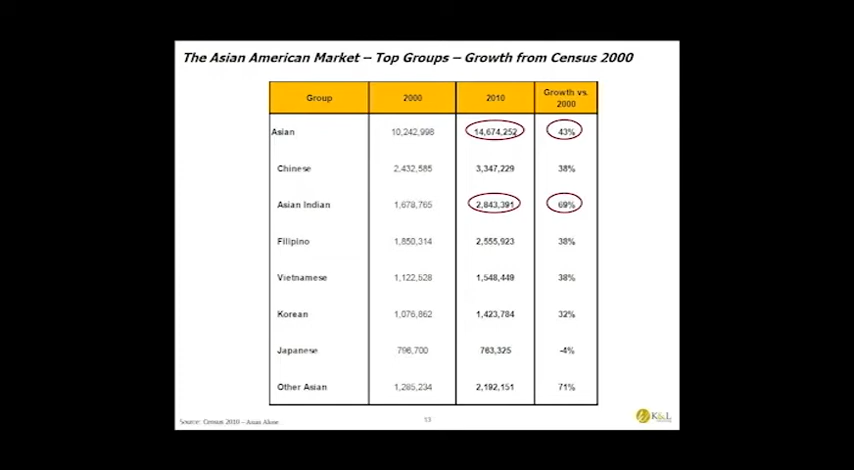 The Asian American Market – Top Groups – Growth from Census 2000
Group 2000 2010 Growth vs. 2000
Asian 10,242,998 14,674,252 43%
Chinese 2,432,585 3,347,229 38%
Asian Indian 1,678,765 2,843,391 69%
Filipino 1,850,314 2,555,923 38%
Vietnamese 1,122,528 1,548,449 38%
Korean 1,076,862 1,423,784 32%
Japanese 796,700 763,325 -4%
Other Asian 1,285,234 2,192,151 71%
Source: Census 2010 – Asian Alone
13
K&L